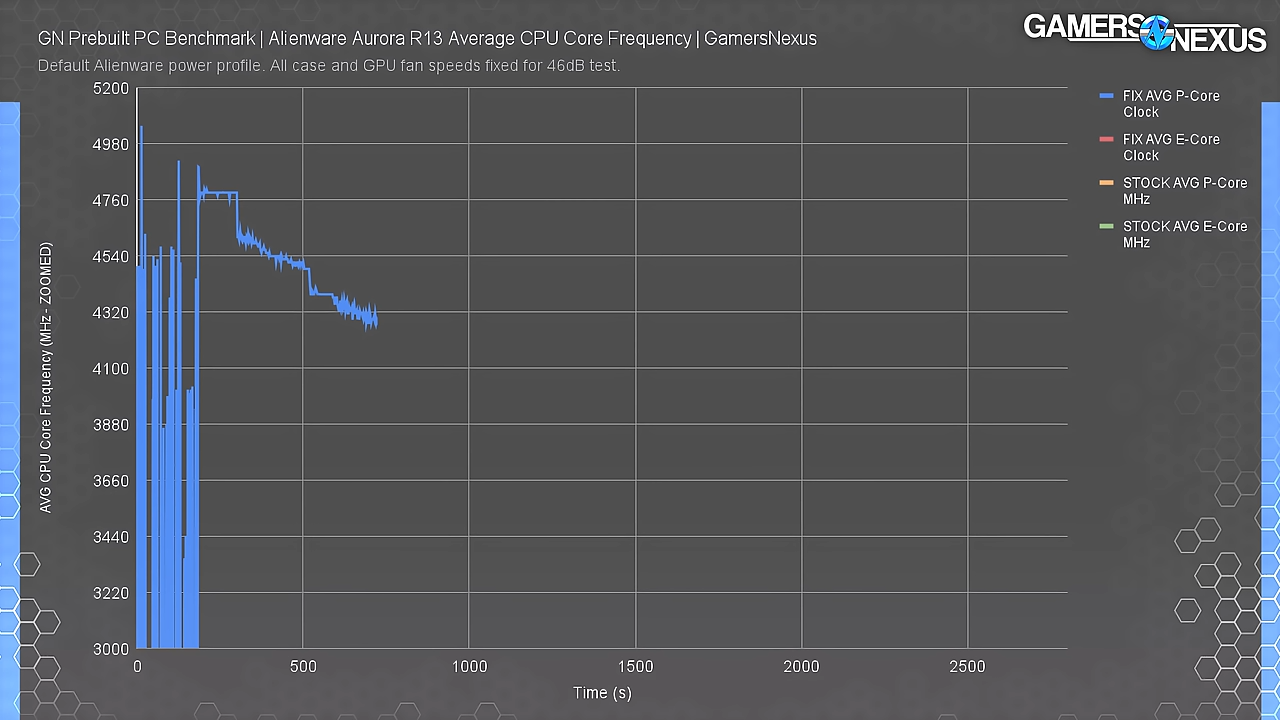 GAMERS NEXUS
GN Prebuilt PC Benchmark | Alienware Aurora R13 Average CPU Core Frequency | GamersNexus
Default Alienware power profile. All case and GPU fan speeds fixed for 46dB test.
AVG CPU Core Frequency (MHz - ZOOMED)
5200
4980
4760
4540
4320
4100
3880
3660
3440
3220
3000
0 500 1000 1500 2000 2500
Time (s)
FIX AVG P-Core
Clock
FIX AVG E-Core
Clock
STOCK AVG P-Core
MHz
STOCK AVG E-Core
MHz